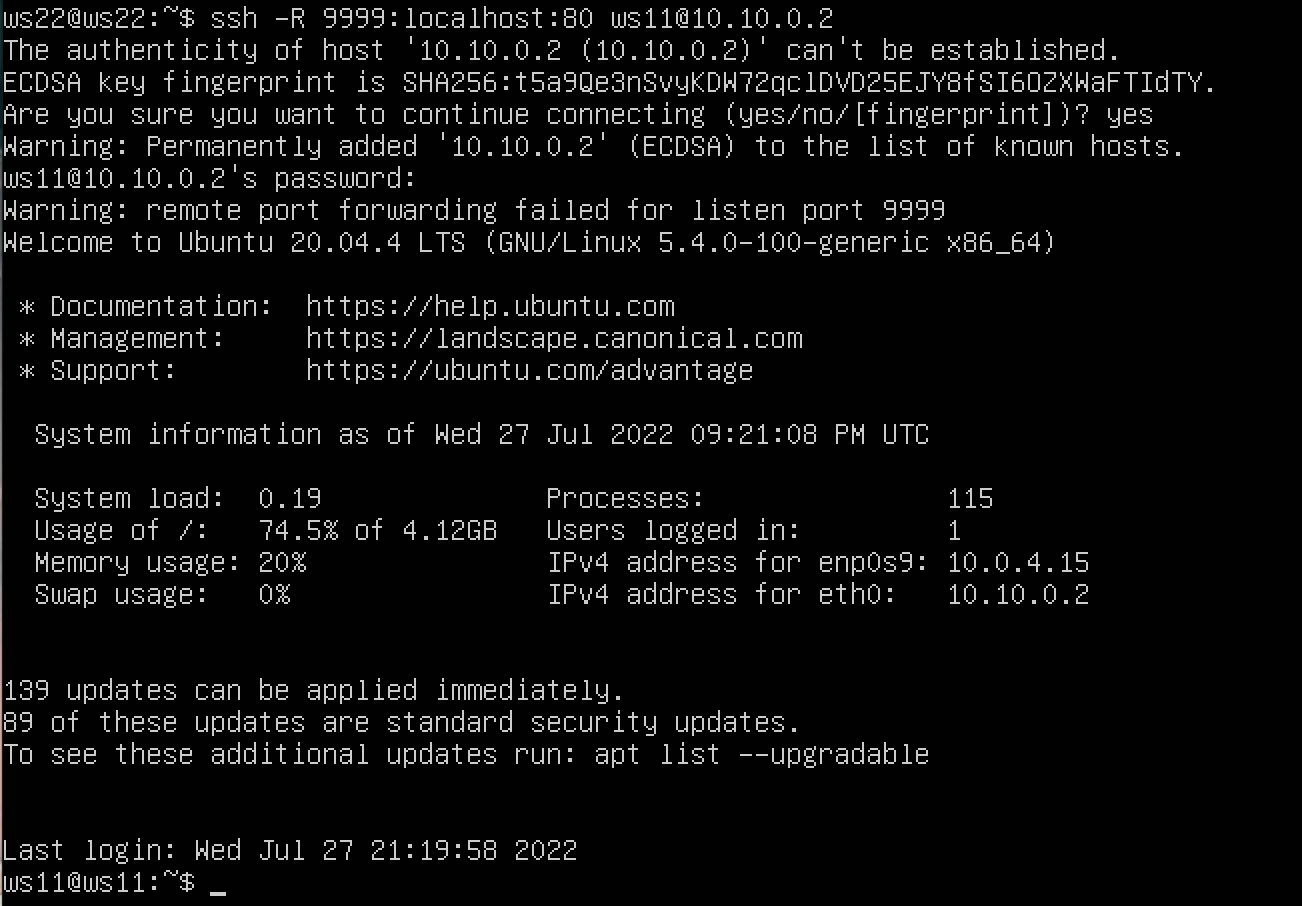 ws22@ws22:~$ ssh -R 9999:localhost:80 ws11@10.10.0.2
The authenticity of host '10.10.0.2 (10.10.0.2)' can't be established.
ECDSA key fingerprint is SHA256:t5a9Qe3nSvyKDW72qclDVD25EJY8fSI6OZXWaFTIdTY.
Are you sure you want to continue connecting (yes/no/[fingerprint])? yes
Warning: Permanently added '10.10.0.2' (ECDSA) to the list of known hosts.
ws11@10.10.0.2's password:
Warning: remote port forwarding failed for listen port 9999
Welcome to Ubuntu 20.04.4 LTS (GNU/Linux 5.4.0-100-generic x86_64)
* Documentation:  https://help.ubuntu.com
* Management:     https://landscape.canonical.com
* Support:        https://ubuntu.com/advantage
System information as of Wed 27 Jul 2022 09:21:08 PM UTC
System load:  0.19              Processes:               115
Usage of /:   74.5% of 4.12GB   Users logged in:         1
Memory usage: 20%               IPv4 address for enp0s9: 10.0.4.15
Swap usage:   0%                IPv4 address for eth0:   10.10.0.2
139 updates can be applied immediately.
89 of these updates are standard security updates.
To see these additional updates run: apt list --upgradable
Last login: Wed Jul 27 21:19:58 2022
ws11@ws11:~$ _